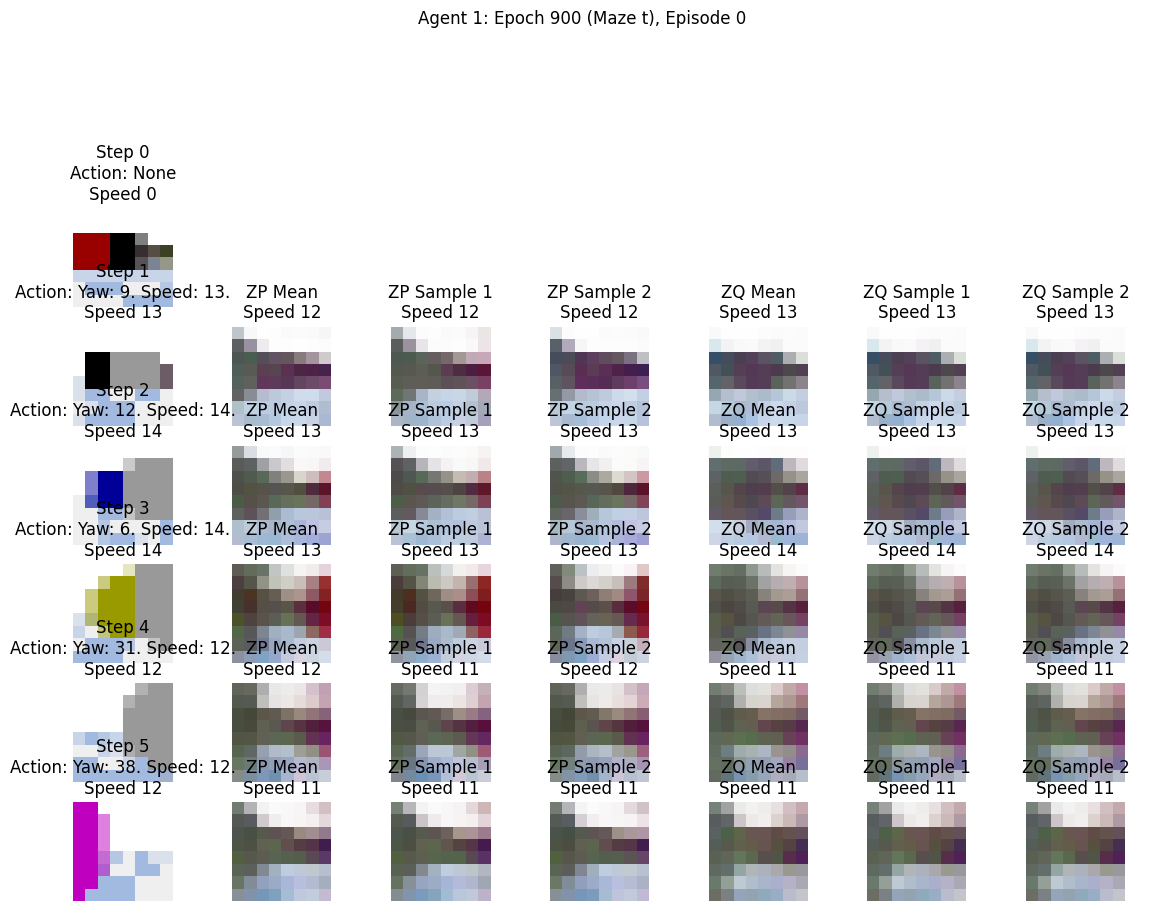 Agent 1: Epoch 900 (Maze t), Episode 0
Step 0
Action: None
Speed 0
Step 1
Action: Yaw: 9. Speed: 13.
Speed 13
ZP Mean
Speed 12
ZP Sample 1
Speed 12
ZP Sample 2
Speed 12
ZQ Mean
Speed 13
ZQ Sample 1
Speed 13
ZQ Sample 2
Speed 13
Step 2
Action: Yaw: 12. Speed: 14.
Speed 14
ZP Mean
Speed 13
ZP Sample 1
Speed 13
ZP Sample 2
Speed 13
ZQ Mean
Speed 13
ZQ Sample 1
Speed 13
ZQ Sample 2
Speed 13
Step 3
Action: Yaw: 6. Speed: 14.
Speed 14
ZP Mean
Speed 13
ZP Sample 1
Speed 13
ZP Sample 2
Speed 13
ZQ Mean
Speed 14
ZQ Sample 1
Speed 14
ZQ Sample 2
Speed 14
Step 4
Action: Yaw: 31. Speed: 12.
Speed 12
ZP Mean
Speed 12
ZP Sample 1
Speed 11
ZP Sample 2
Speed 12
ZQ Mean
Speed 11
ZQ Sample 1
Speed 11
ZQ Sample 2
Speed 11
Step 5
Action: Yaw: 38. Speed: 12.
Speed 12
ZP Mean
Speed 11
ZP Sample 1
Speed 11
ZP Sample 2
Speed 11
ZQ Mean
Speed 11
ZQ Sample 1
Speed 11
ZQ Sample 2
Speed 11